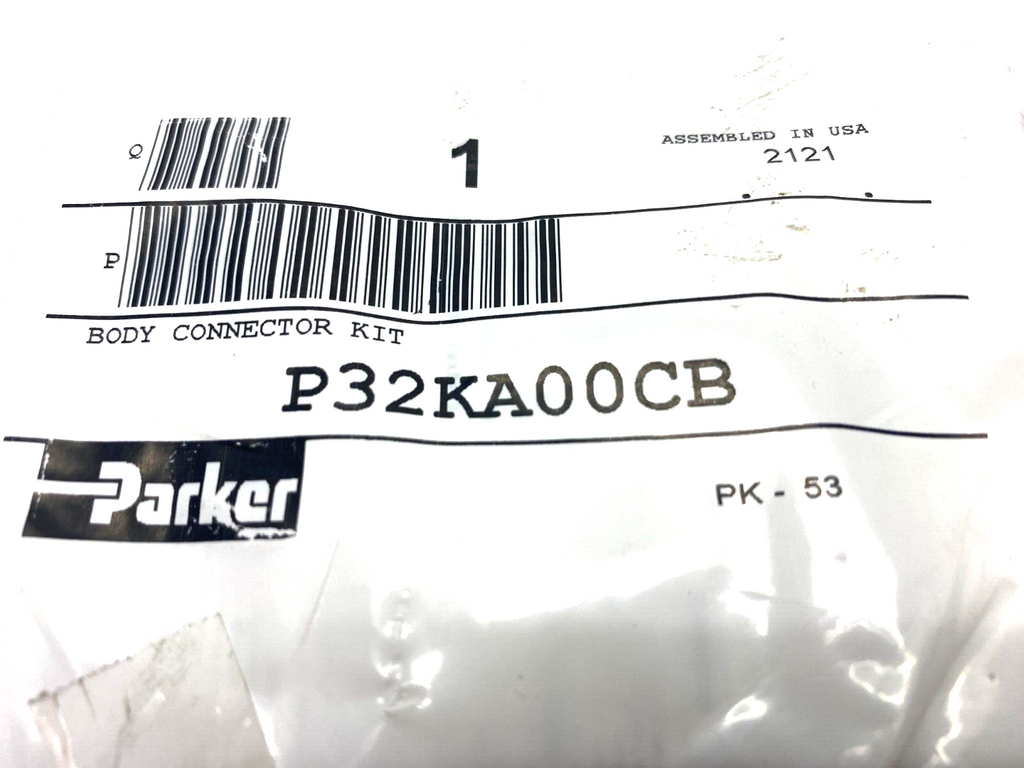 Q 1 ASSEMBLED IN USA
2121
P
BODY CONNECTOR KIT
P32KA00CB
Parker
PK - 53